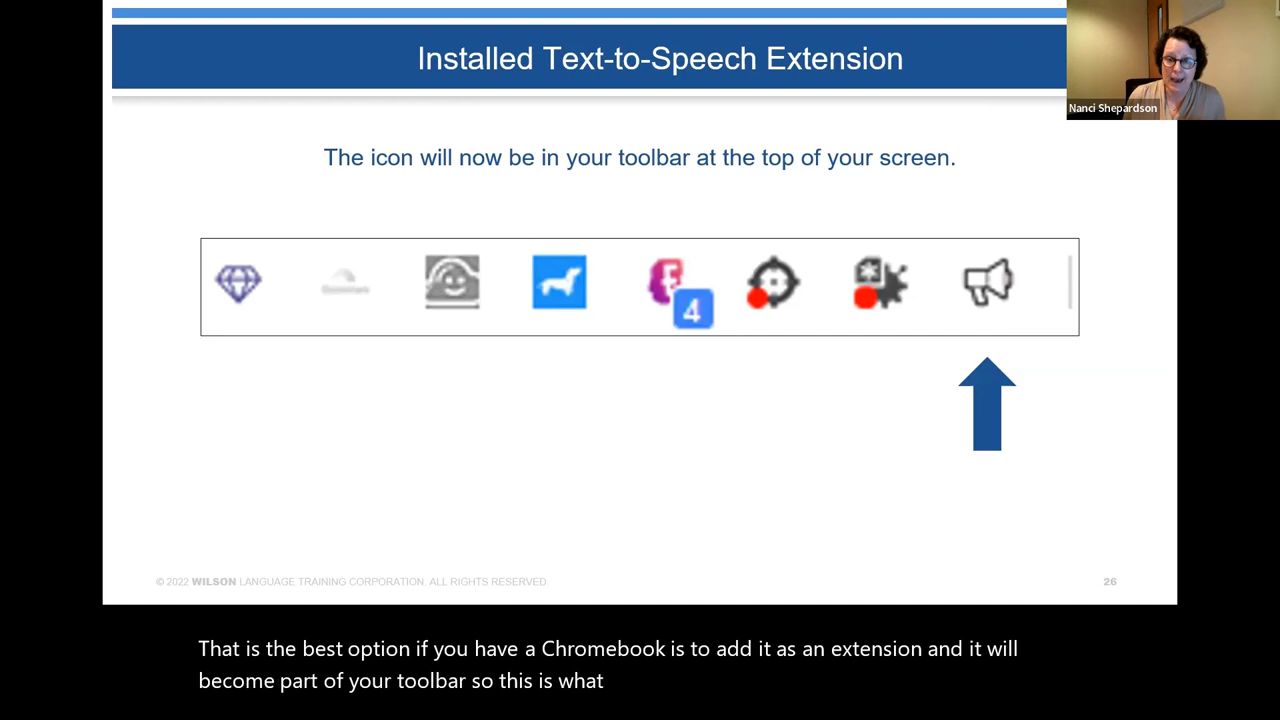 Installed Text-to-Speech Extension
Nanci Shepardson
The icon will now be in your toolbar at the top of your screen.
4
© 2022 WILSON LANGUAGE TRAINING CORPORATION. ALL RIGHTS RESERVED
26
That is the best option if you have a Chromebook is to add it as an extension and it will
become part of your toolbar so this is what